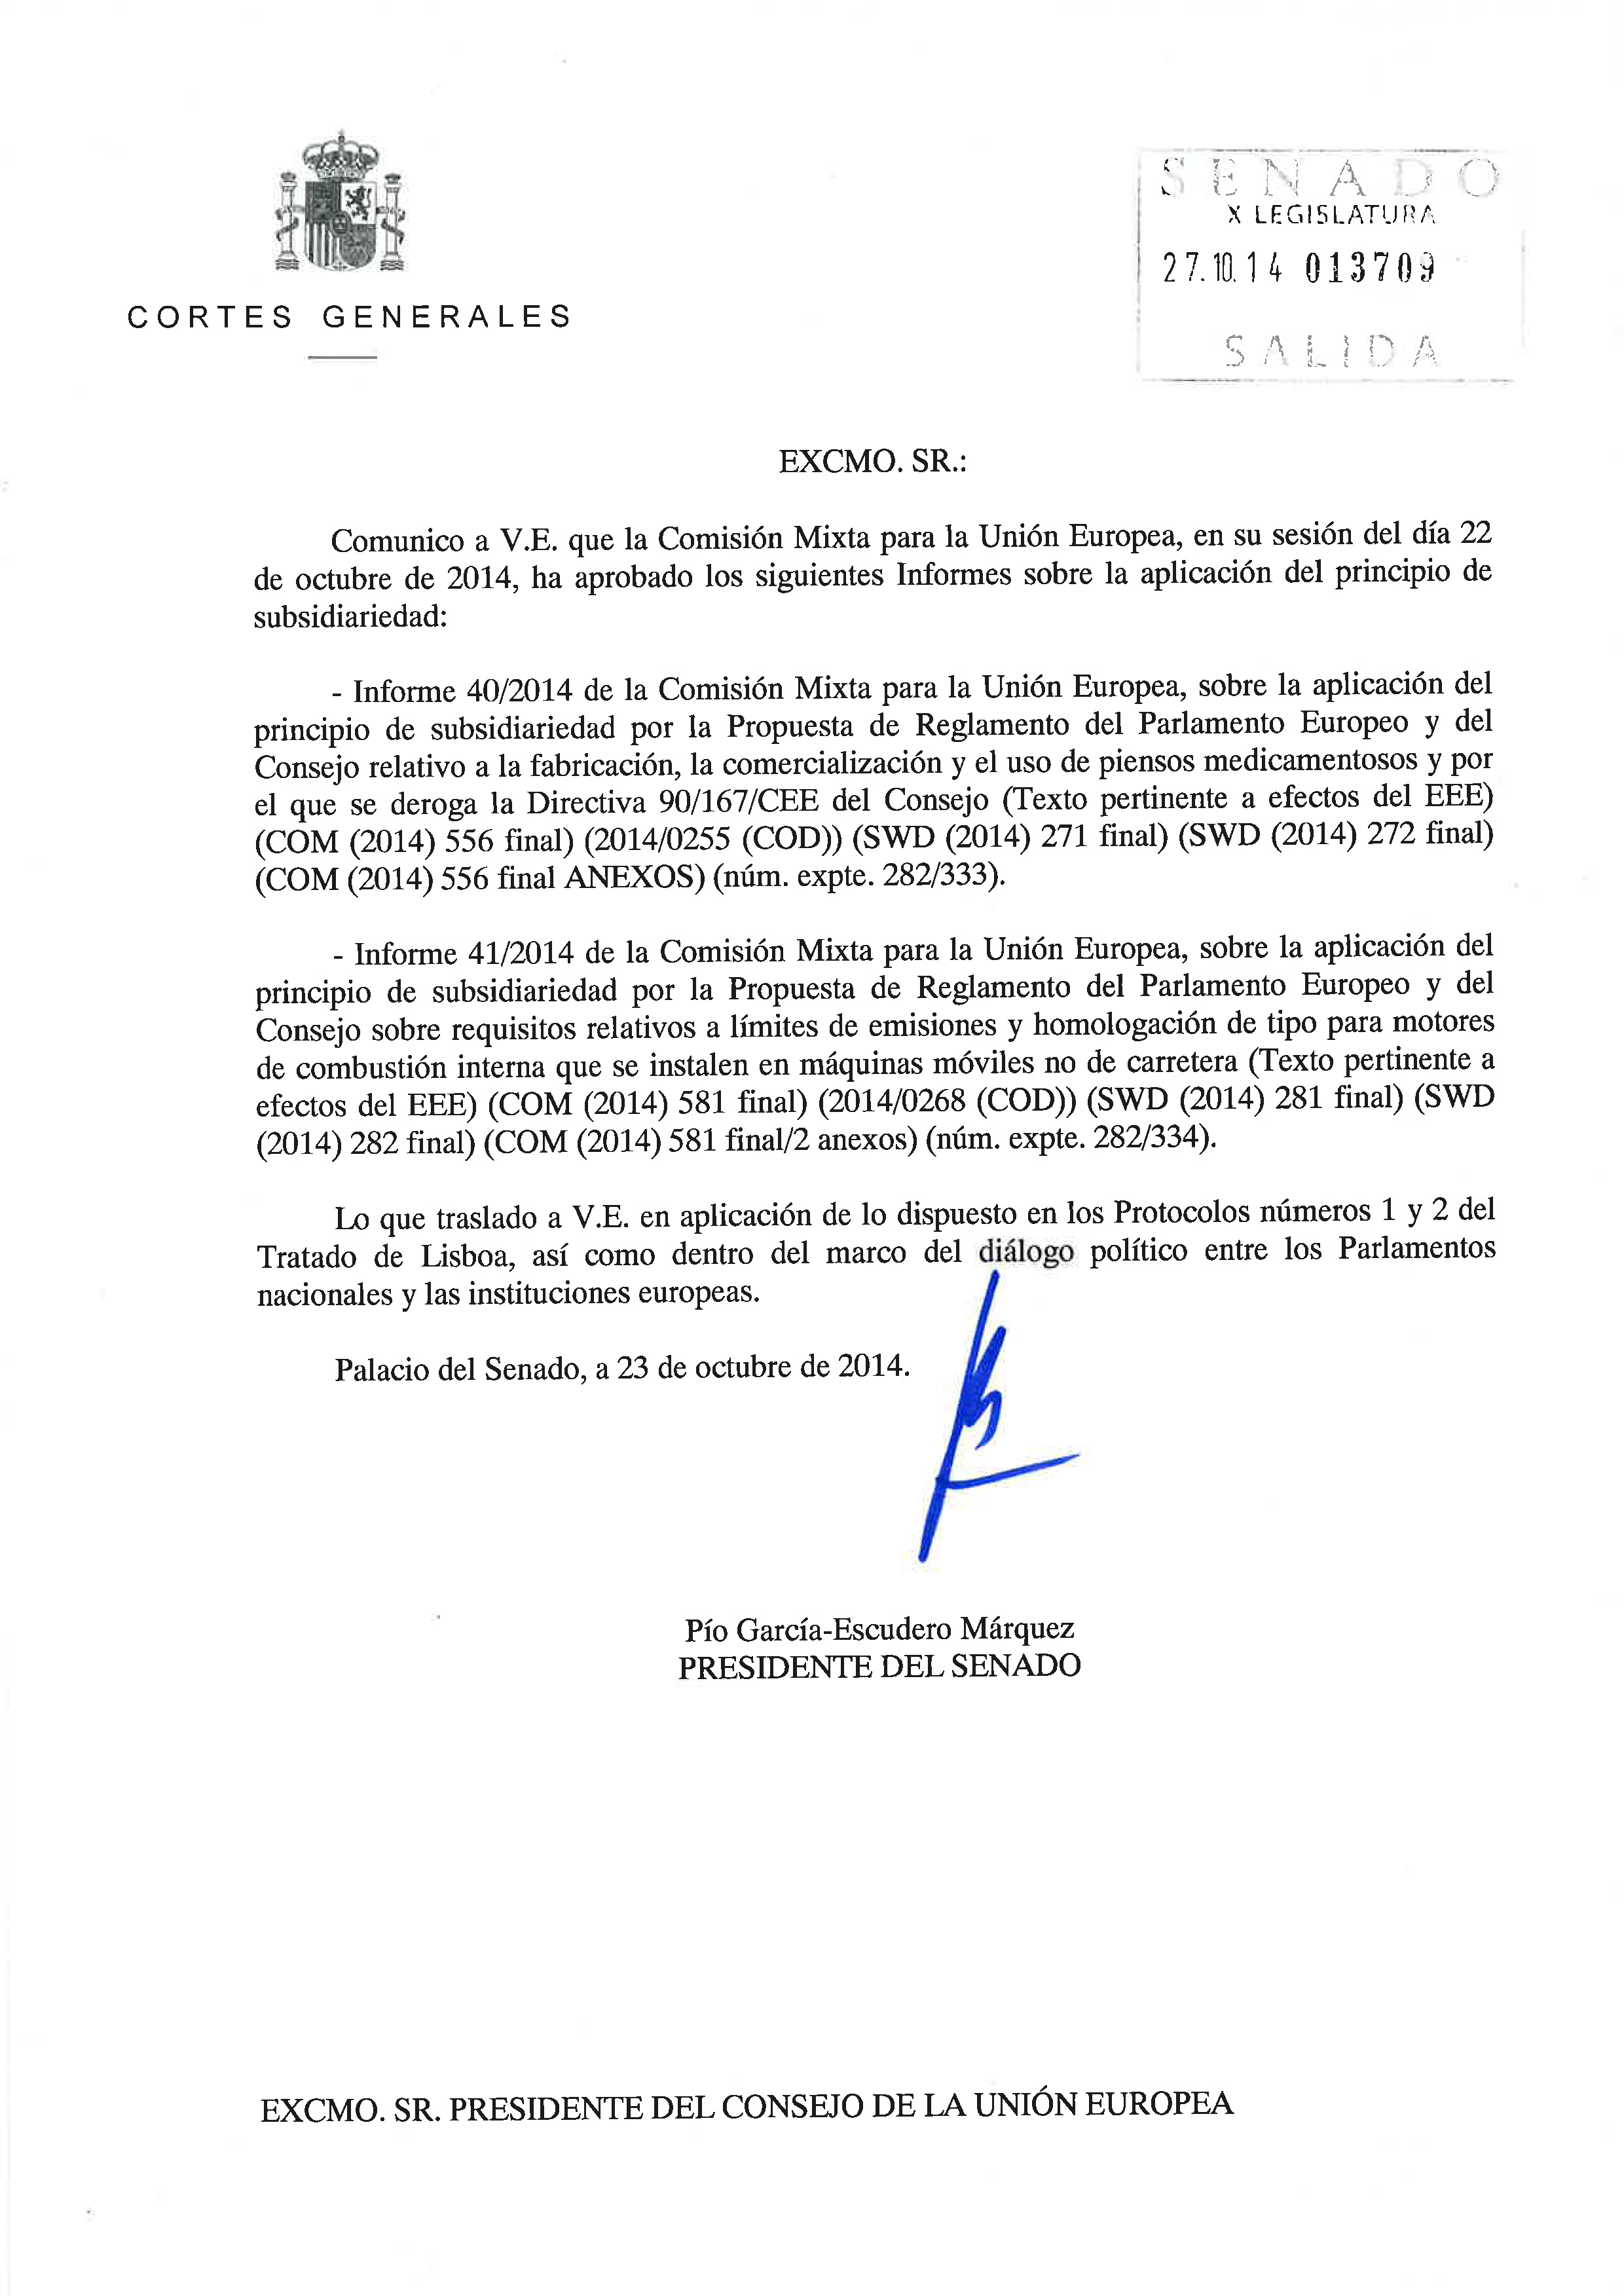 CORTES GENERALES
SENADO
X LEGISLATURA
27.10.14 013709
SALIDA
EXCMO. SR.:
Comunico a V.E. que la Comisión Mixta para la Unión Europea, en su sesión del día 22
de octubre de 2014, ha aprobado los siguientes Informes sobre la aplicación del principio de
subsidiariedad:
- Informe 40/2014 de la Comisión Mixta para la Unión Europea, sobre la aplicación del
principio de subsidiariedad por la Propuesta de Reglamento del Parlamento Europeo y del
Consejo relativo a la fabricación, la comercialización y el uso de piensos medicamentosos y por
el que se deroga la Directiva 90/167/CEE del Consejo (Texto pertinente a efectos del EEE)
(COM (2014) 556 final) (2014/0255 (COD)) (SWD (2014) 271 final) (SWD (2014) 272 final)
(COM (2014) 556 final ANEXOS) (núm. expte. 282/333).
- Informe 41/2014 de la Comisión Mixta para la Unión Europea, sobre la aplicación del
principio de subsidiariedad por la Propuesta de Reglamento del Parlamento Europeo y del
Consejo sobre requisitos relativos a límites de emisiones y homologación de tipo para motores
de combustión interna que se instalen en máquinas móviles no de carretera (Texto pertinente a
efectos del EEE) (COM (2014) 581 final) (2014/0268 (COD)) (SWD (2014) 281 final) (SWD
(2014) 282 final) (COM (2014) 581 final/2 anexos) (núm. expte. 282/334).
Lo que traslado a V.E. en aplicación de lo dispuesto en los Protocolos números 1 y 2 del
Tratado de Lisboa, así como dentro del marco del diálogo político entre los Parlamentos
nacionales y las instituciones europeas.
Palacio del Senado, a 23 de octubre de 2014.
Pío García-Escudero Márquez
PRESIDENTE DEL SENADO
EXCMO. SR. PRESIDENTE DEL CONSEJO DE LA UNIÓN EUROPEA